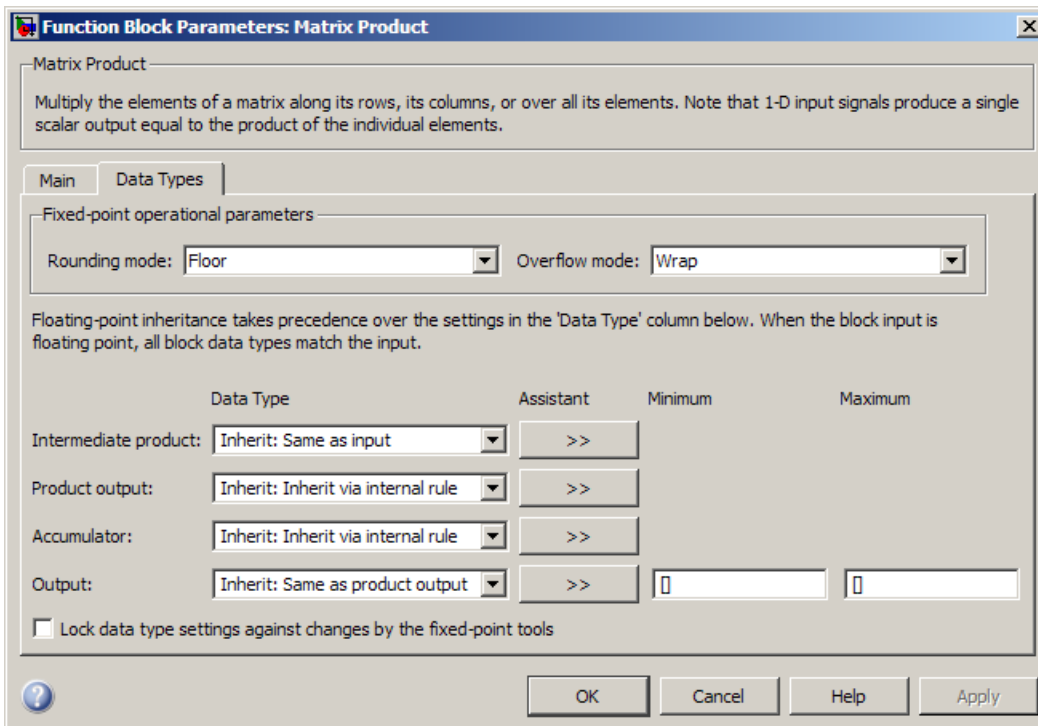 Function Block Parameters: Matrix Product
Matrix Product
Multiply the elements of a matrix along its rows, its columns, or over all its elements. Note that 1-D input signals produce a single
scalar output equal to the product of the individual elements.
Main Data Types
Fixed-point operational parameters
Rounding mode: Floor Overflow mode: Wrap
Floating-point inheritance takes precedence over the settings in the 'Data Type' column below. When the block input is
floating point, all block data types match the input.
Data Type Assistant Minimum Maximum
Intermediate product: Inherit: Same as input >>
Product output: Inherit: Inherit via internal rule >>
Accumulator: Inherit: Inherit via internal rule >>
Output: Inherit: Same as product output >> [] []
Lock data type settings against changes by the fixed-point tools
? OK Cancel Help Apply